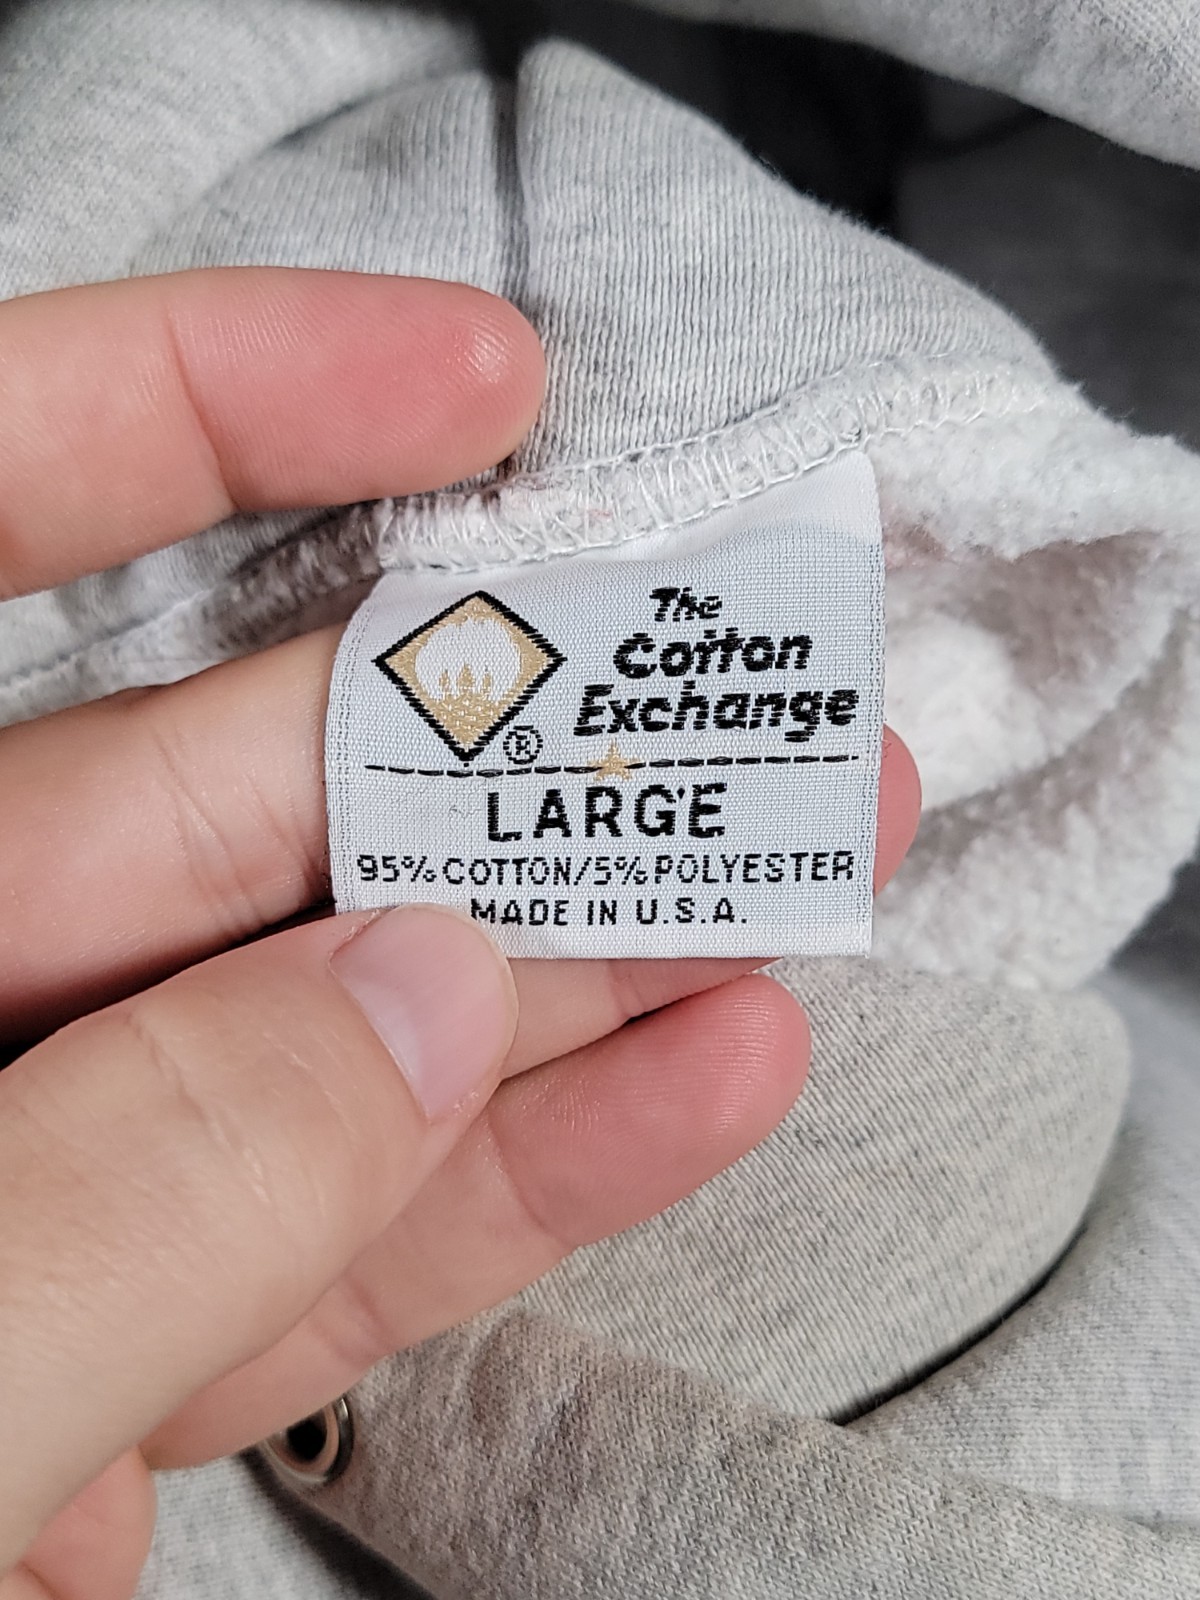 The
Cotton
Exchange
®
LARGE
95% COTTON/5% POLYESTER
MADE IN U.S.A.